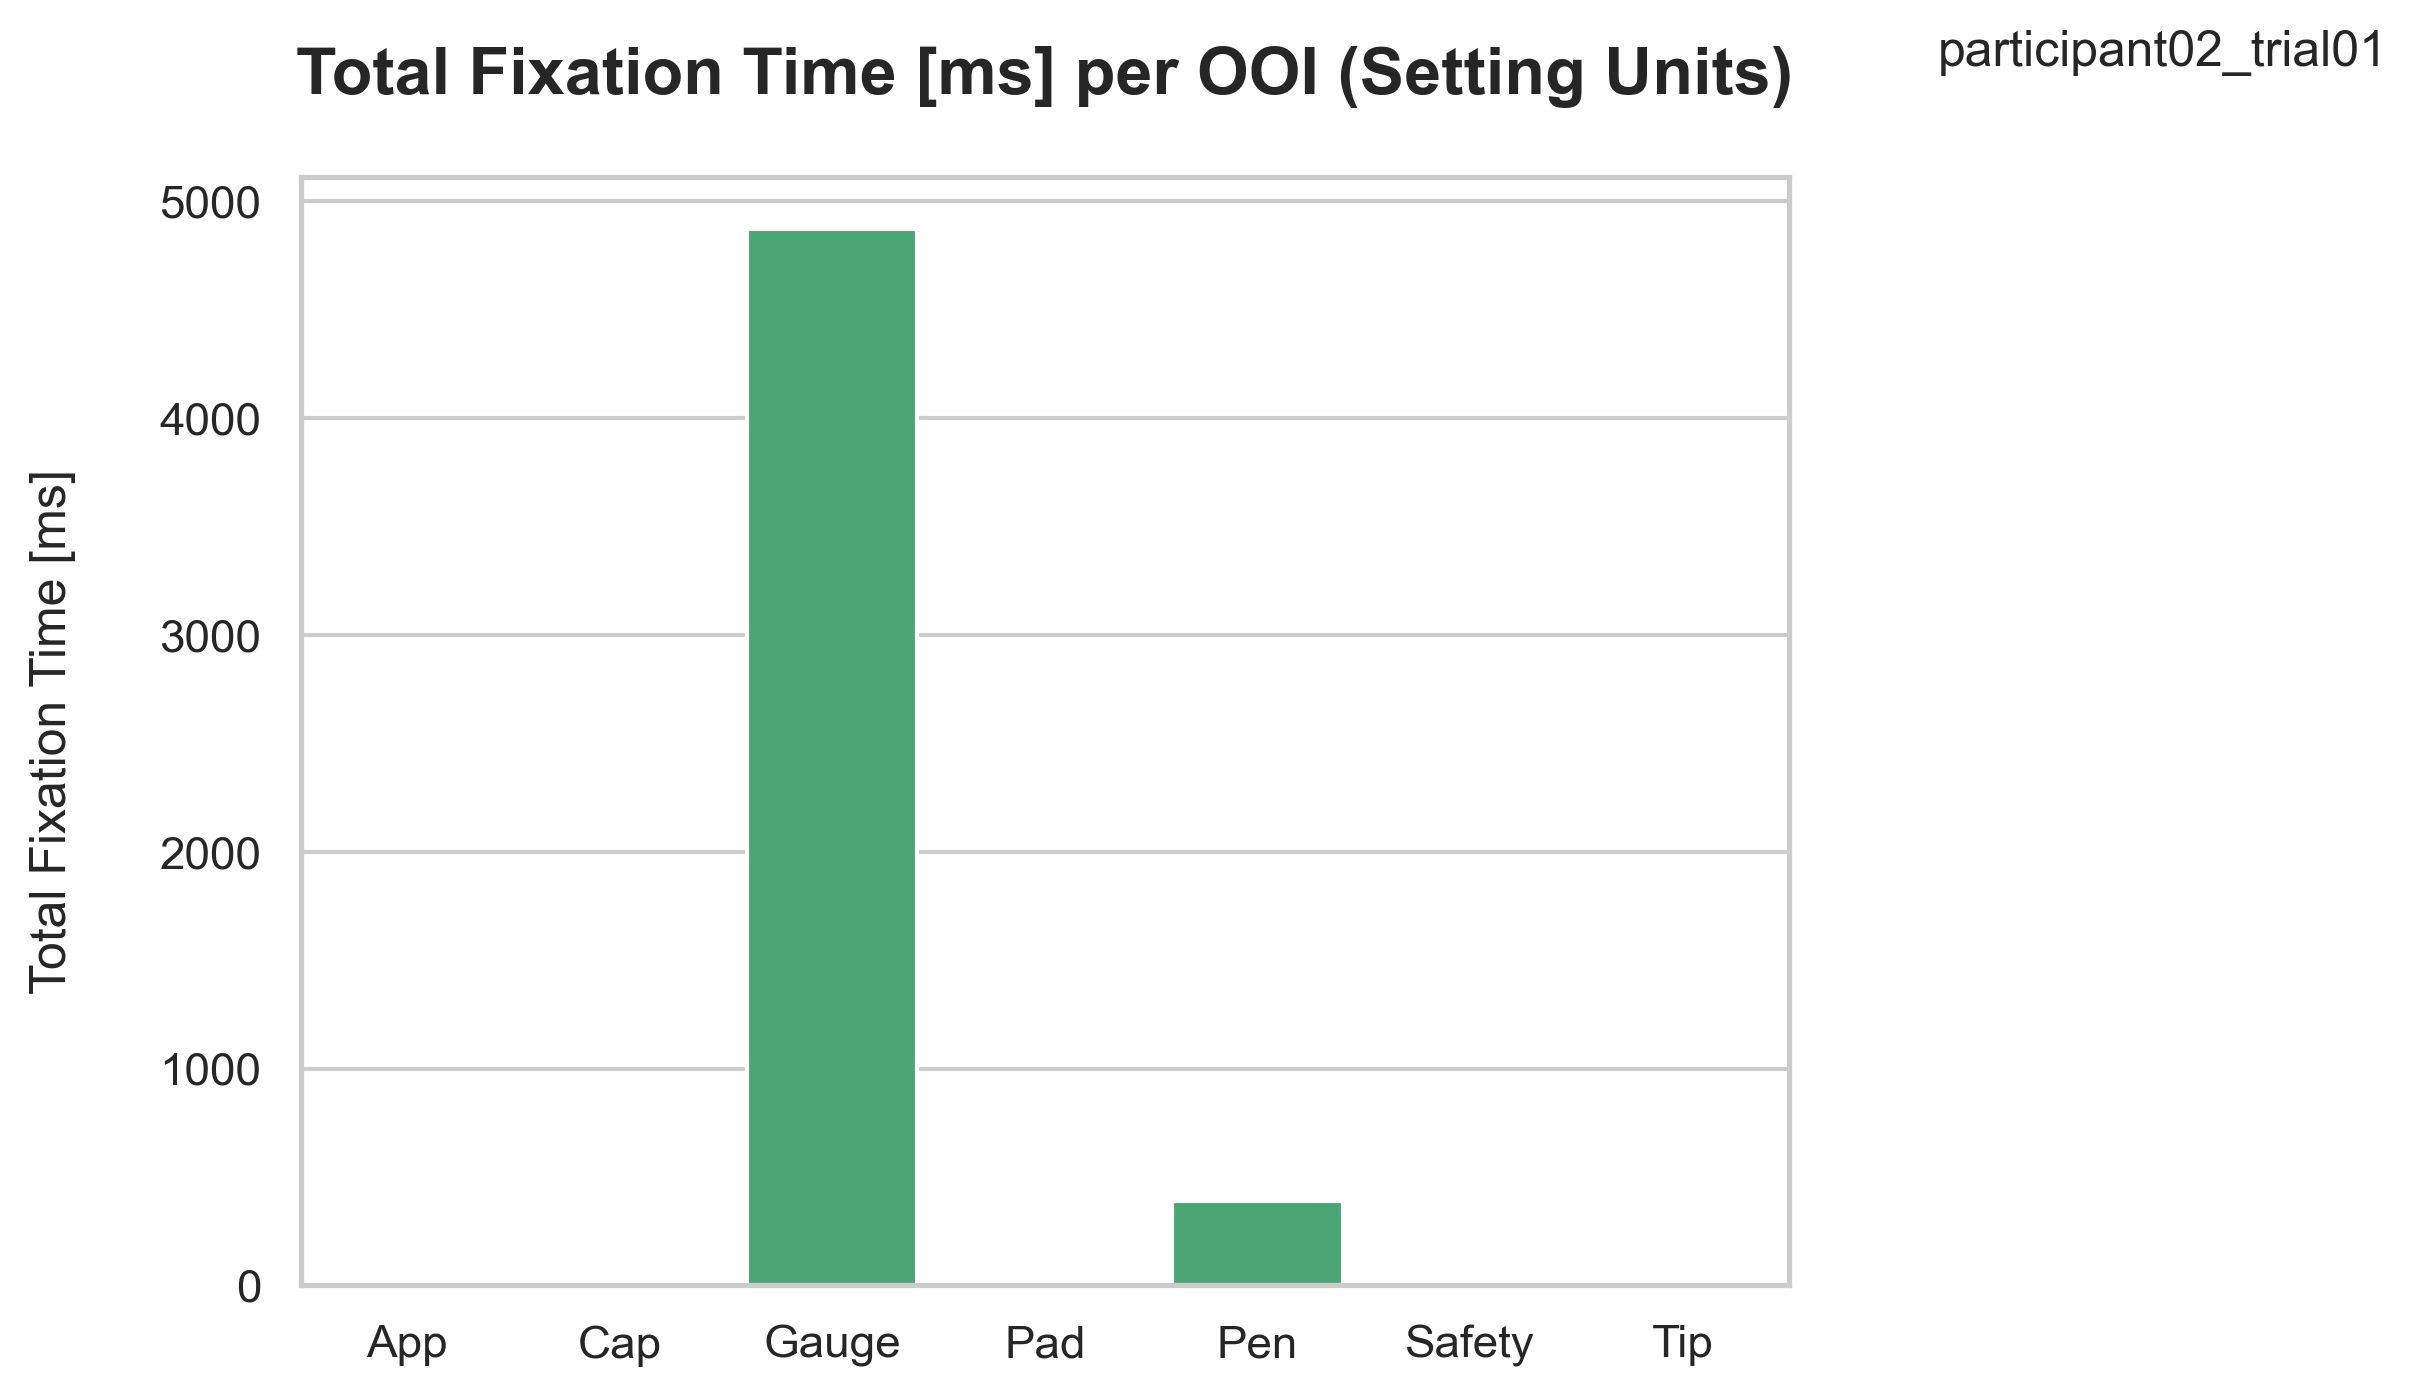 participant02_trial01
Total Fixation Time [ms] per OOI (Setting Units)
Total Fixation Time [ms]
5000
4000
3000
2000
1000
0
App Cap Gauge Pad Pen Safety Tip